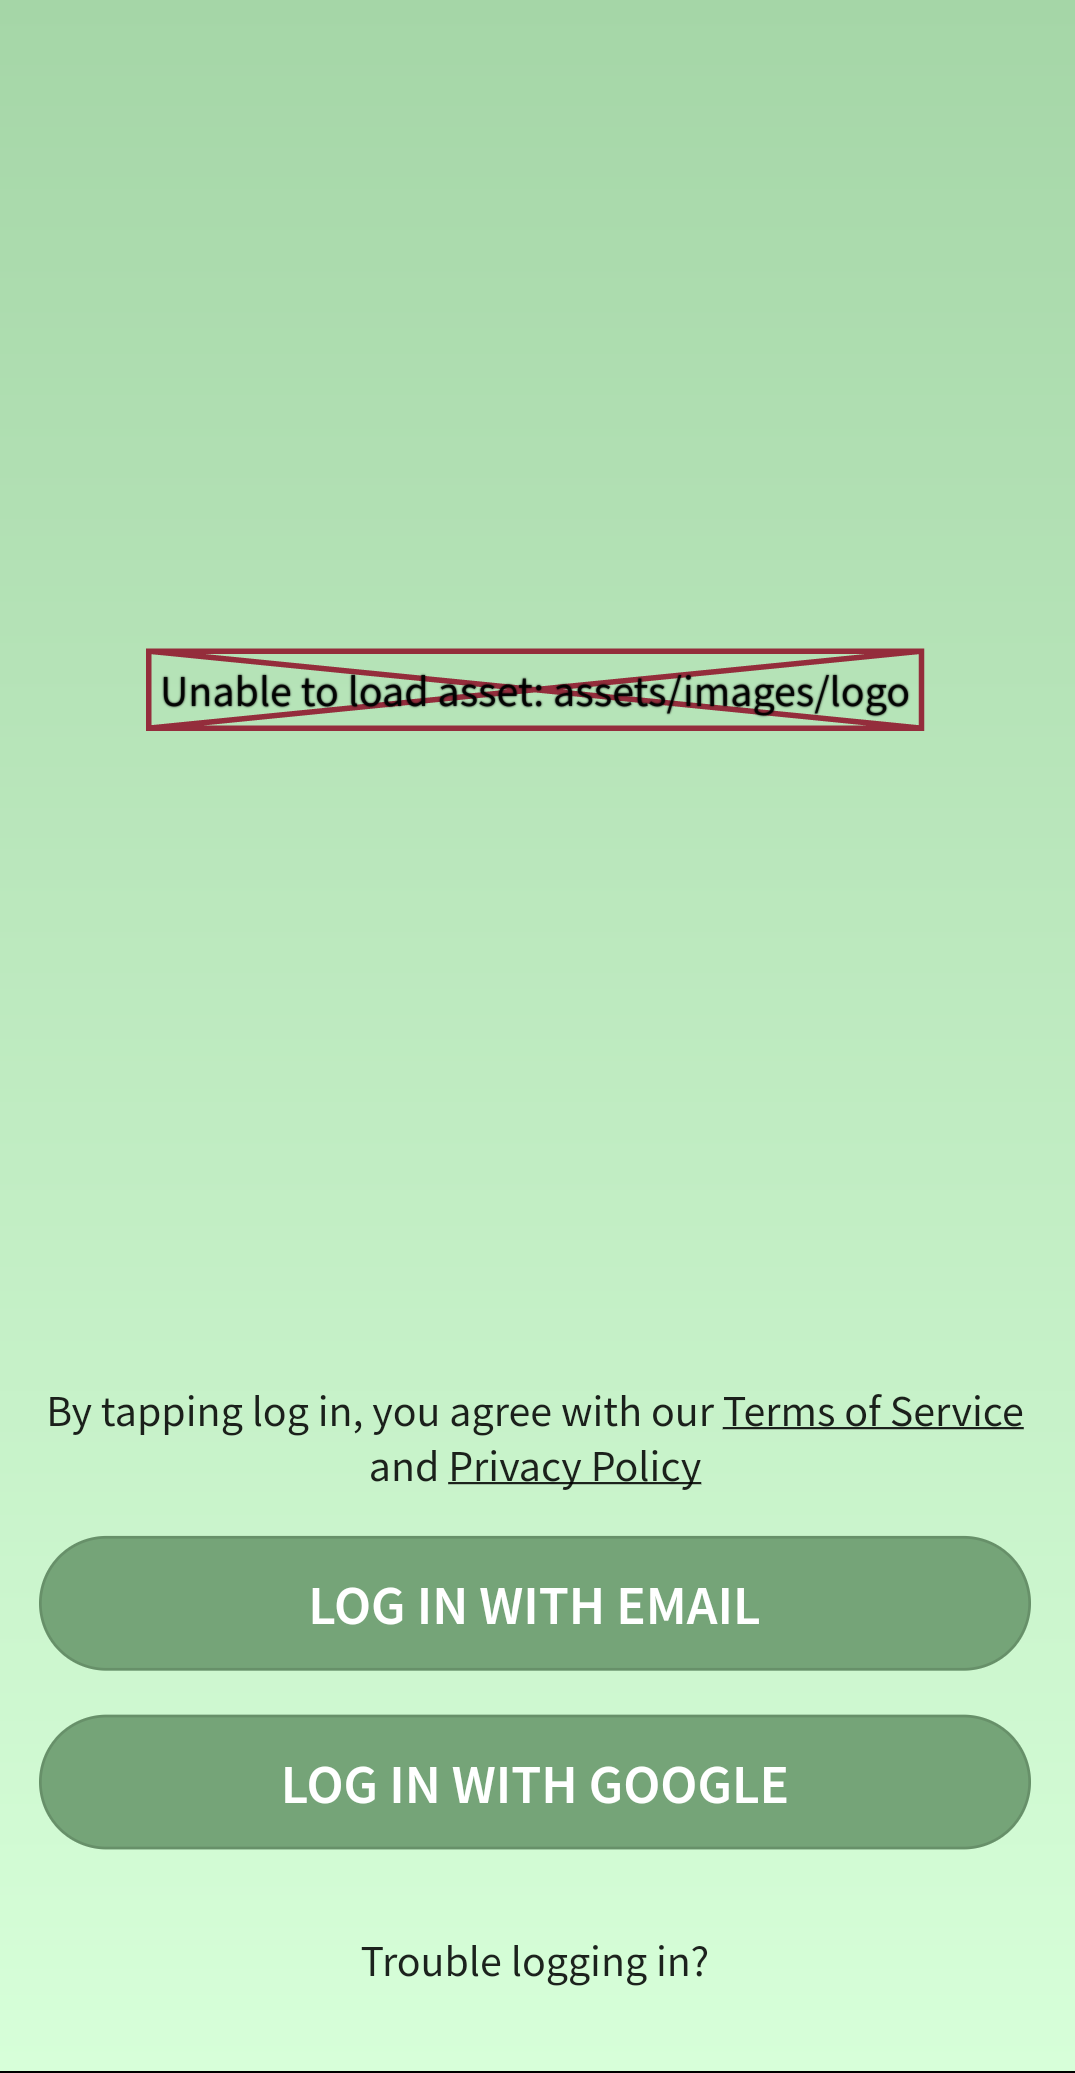 Unable to load asset: assets/images/logo
By tapping log in, you agree with our Terms of Service
and Privacy Policy
LOG IN WITH EMAIL
LOG IN WITH GOOGLE
Trouble logging in?